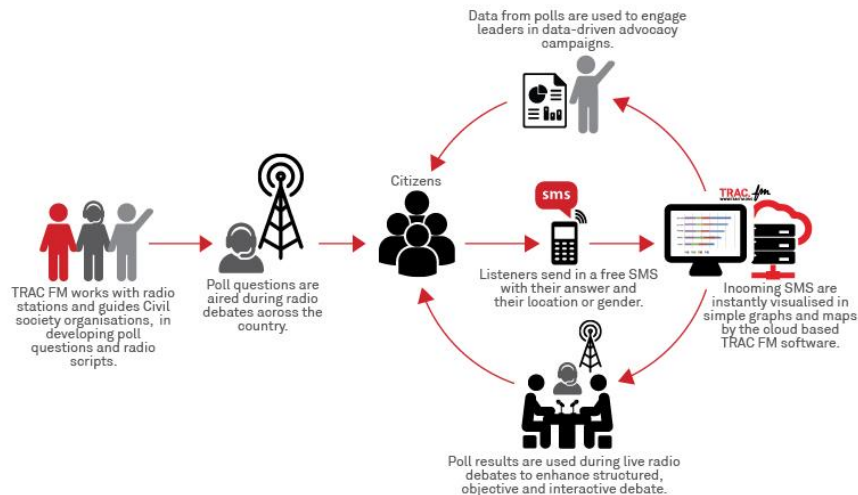 Data from polls are used to engage
leaders in data-driven advocacy
campaigns.
Citizens
sms
TRAC fm
TRAC FM works with radio
stations and guides Civil
society organisations, in
developing poll
questions and radio
scripts.
Poll questions are
aired during radio
debates across the
country.
Listeners send in a free SMS
with their answer and
their location or gender.
Incoming SMS are
instantly visualised in
simple graphs and maps
by the cloud based
TRAC FM software.
Poll results are used during live radio
debates to enhance structured,
objective and interactive debate.